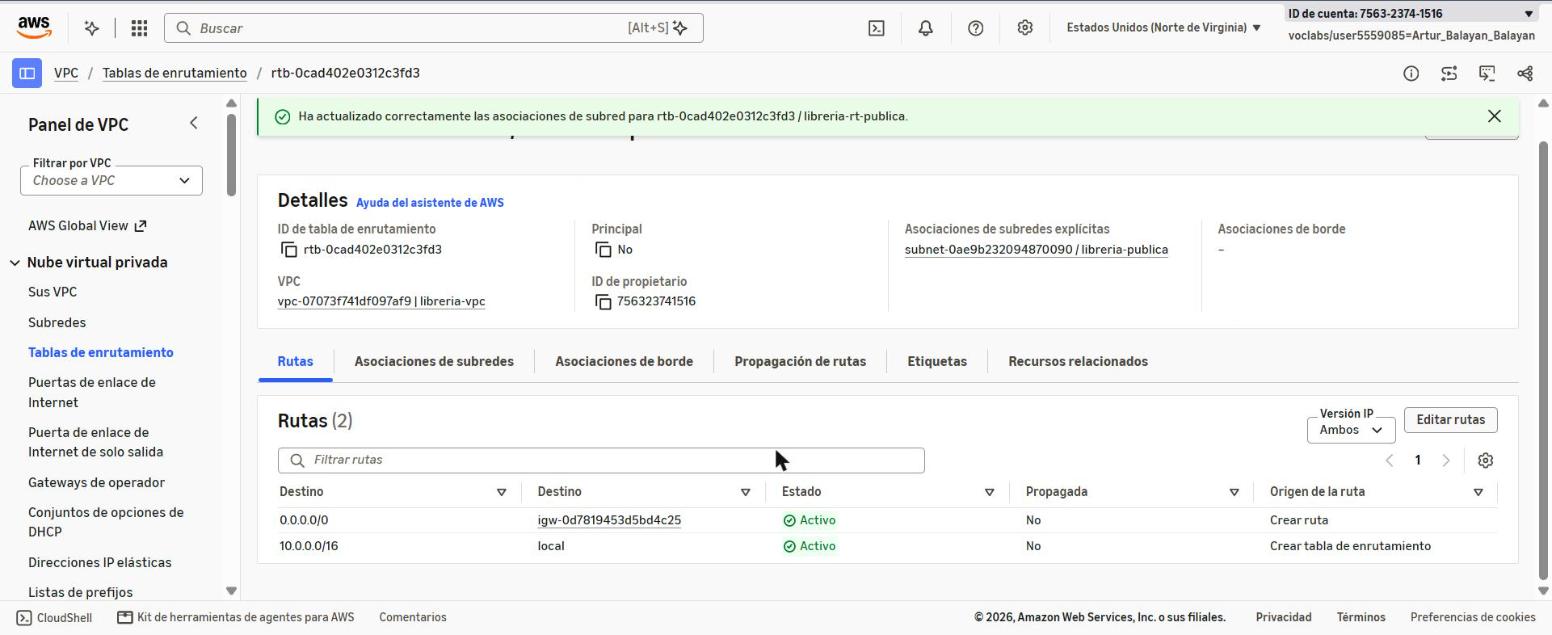 aws
Buscar
[Alt+S]
Estados Unidos (Norte de Virginia)
ID de cuenta: 7563-2374-1516
voclabs/user5559085=Artur_Balayan_Balayan
VPC / Tablas de enrutamiento / rtb-0cad402e0312c3fd3
Panel de VPC
Filtrar por VPC
Choose a VPC
AWS Global View
Nube virtual privada
Sus VPC
Subredes
Tablas de enrutamiento
Puertas de enlace de
Internet
Puerta de enlace de
Internet de solo salida
Gateways de operador
Conjuntos de opciones de
DHCP
Direcciones IP elásticas
Listas de prefijos
Ha actualizado correctamente las asociaciones de subred para rtb-0cad402e0312c3fd3 / libreria-rt-publica.
Detalles Ayuda del asistente de AWS
ID de tabla de enrutamiento
rtb-0cad402e0312c3fd3
Principal
No
Asociaciones de subredes explícitas
subnet-0ae9b232094870090 / libreria-publica
Asociaciones de borde
–
VPC
vpc-07073f741df097af9 | libreria-vpc
ID de propietario
756323741516
Rutas Asociaciones de subredes Asociaciones de borde Propagación de rutas Etiquetas Recursos relacionados
Rutas (2)
Versión IP
Ambos
Editar rutas
Filtrar rutas
1
Destino Destino Estado Propagada Origen de la ruta
0.0.0.0/0 igw-0d7819453d5bd4c25 Activo No Crear ruta
10.0.0.0/16 local Activo No Crear tabla de enrutamiento
CloudShell Kit de herramientas de agentes para AWS Comentarios © 2026, Amazon Web Services, Inc. o sus filiales. Privacidad Términos Preferencias de cookies